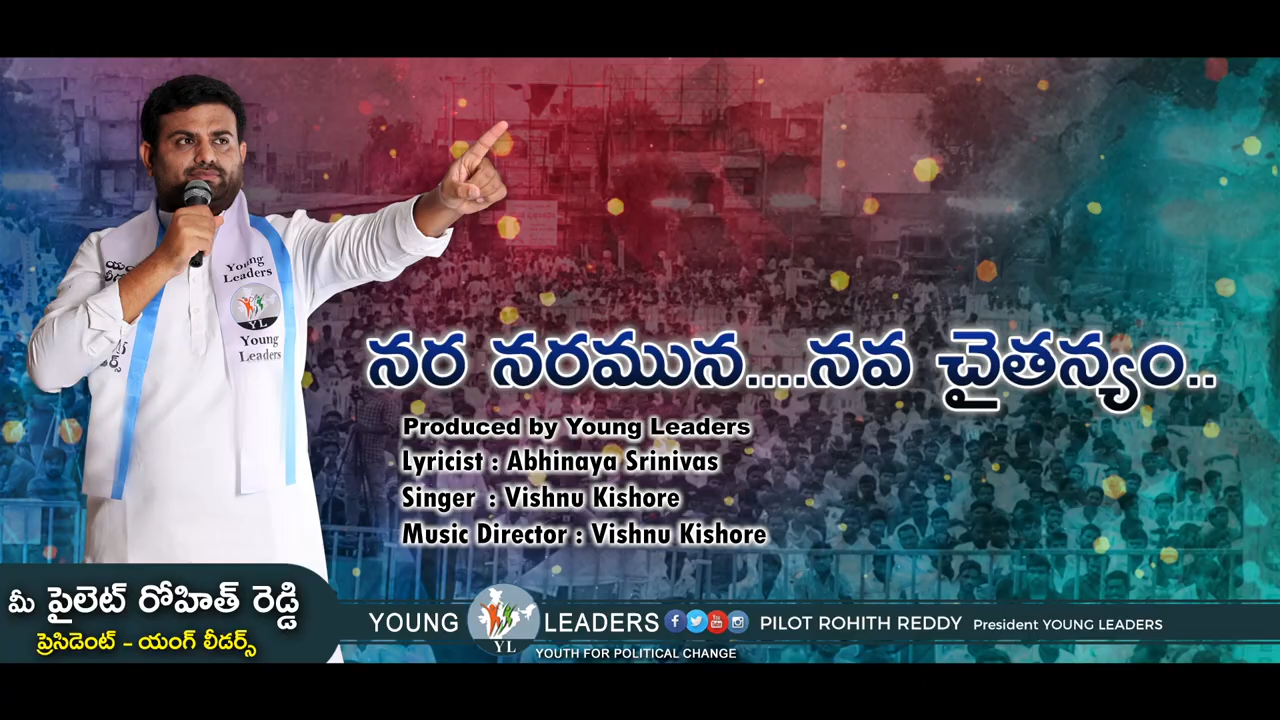 Young
Leaders
YL
Young
Leaders
నర నరమున....నవ చైతన్యం..
Produced by Young Leaders
Lyricist : Abhinaya Srinivas
Singer : Vishnu Kishore
Music Director : Vishnu Kishore
మీ పైలెట్ రోహిత్ రెడ్డి
ప్రెసిడెంట్ - యంగ్ లీడర్స్
YOUNG YL LEADERS PILOT ROHITH REDDY President YOUNG LEADERS
YOUTH FOR POLITICAL CHANGE